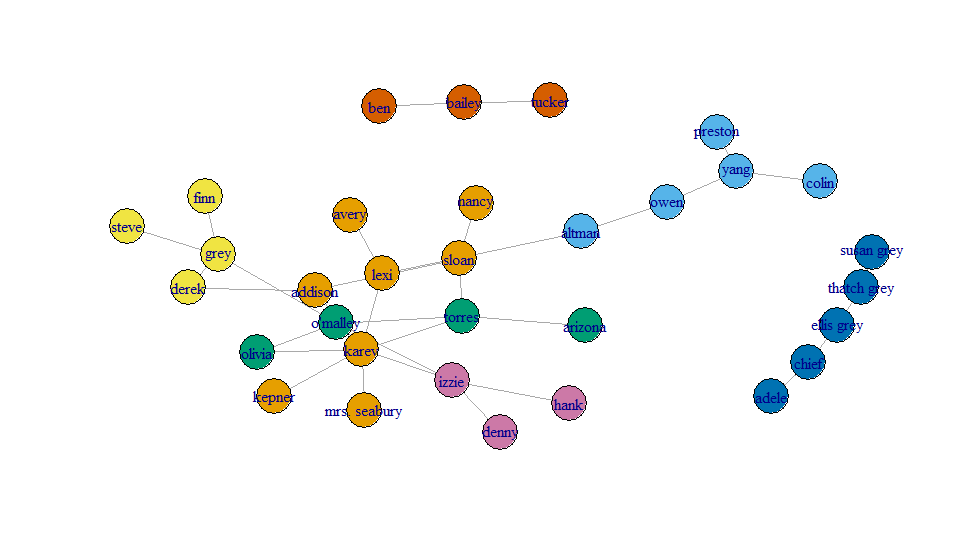 ben
bailey
tucker
preston
yang
colin
finn
nancy
owen
avery
steve
altman
grey
susan grey
sloan
lexi
derek
addison
thatch grey
o'malley
torres
arizona
ellis grey
olivia
karev
chief
izzie
kepner
adele
mrs. seabury
hank
denny